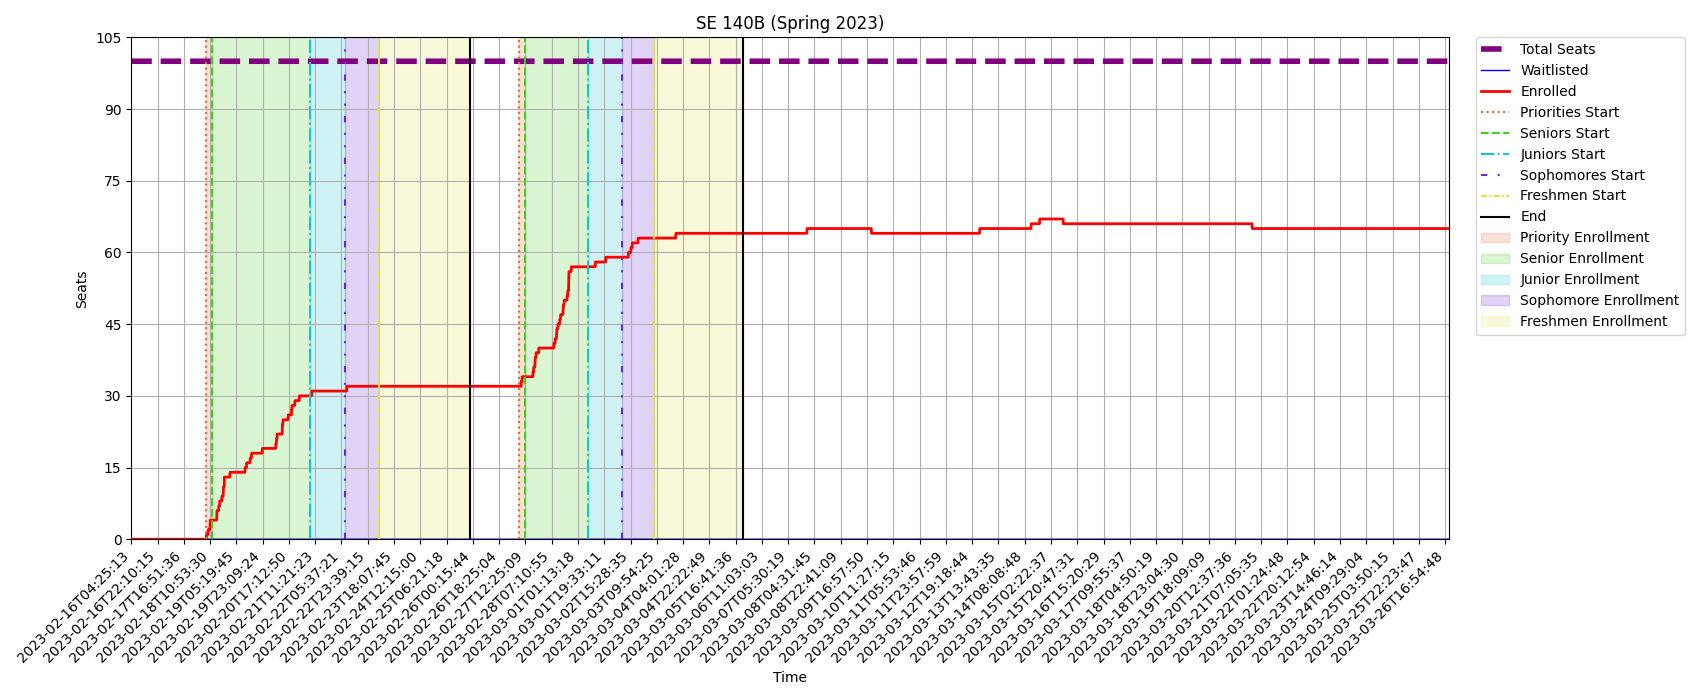 SE 140B (Spring 2023)
Seats
105
90
75
60
45
30
15
0
2023-02-16T04:25:13
2023-02-16T22:10:15
2023-02-17T16:51:36
2023-02-18T10:53:30
2023-02-19T05:19:45
2023-02-19T23:09:24
2023-02-20T17:12:50
2023-02-21T11:21:23
2023-02-22T05:37:21
2023-02-22T23:39:15
2023-02-23T18:07:45
2023-02-24T12:15:00
2023-02-25T06:21:18
2023-02-26T00:15:44
2023-02-26T18:25:04
2023-02-27T12:25:09
2023-02-28T07:10:55
2023-03-01T01:13:18
2023-03-01T19:33:11
2023-03-02T15:28:35
2023-03-03T09:54:25
2023-03-04T04:01:28
2023-03-04T22:22:49
2023-03-05T16:41:36
2023-03-06T11:03:03
2023-03-07T05:30:19
2023-03-08T04:31:45
2023-03-08T22:41:09
2023-03-09T16:57:50
2023-03-10T11:27:15
2023-03-11T05:53:46
2023-03-11T23:57:59
2023-03-12T19:18:44
2023-03-13T13:43:35
2023-03-14T08:08:48
2023-03-15T02:22:37
2023-03-15T20:47:31
2023-03-16T15:20:29
2023-03-17T09:55:37
2023-03-18T04:50:19
2023-03-18T23:04:30
2023-03-19T18:09:09
2023-03-20T12:37:36
2023-03-21T07:05:35
2023-03-22T01:24:48
2023-03-22T20:12:54
2023-03-23T14:46:14
2023-03-24T09:29:04
2023-03-25T03:50:15
2023-03-25T22:23:47
2023-03-26T16:54:48
Time
Total Seats
Waitlisted
Enrolled
Priorities Start
Seniors Start
Juniors Start
Sophomores Start
Freshmen Start
End
Priority Enrollment
Senior Enrollment
Junior Enrollment
Sophomore Enrollment
Freshmen Enrollment